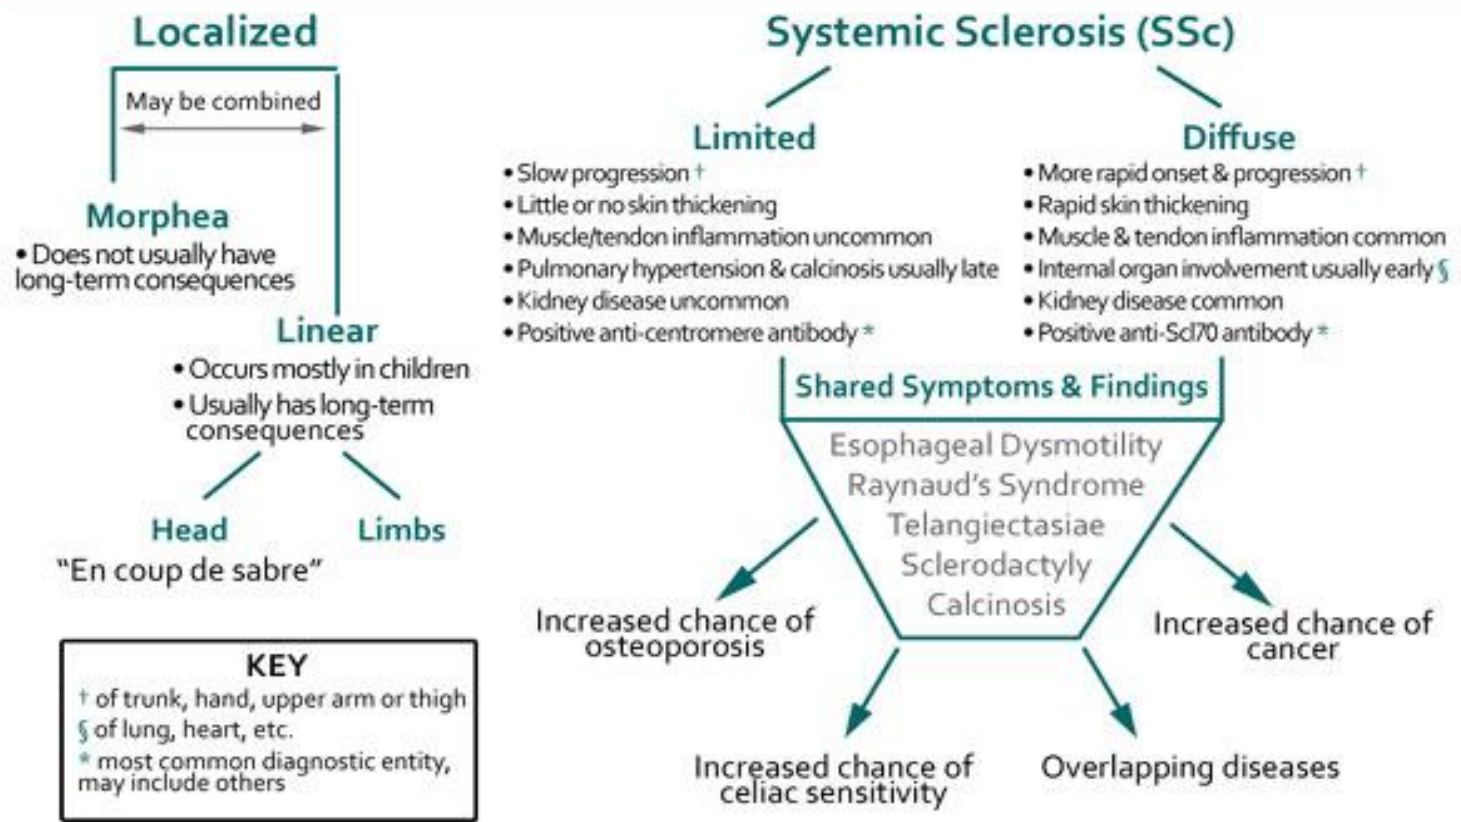 Localized
May be combined
Morphea
• Does not usually have
long-term consequences
Linear
• Occurs mostly in children
• Usually has long-term
consequences
Head
Limbs
"En coup de sabre"
KEY
† of trunk, hand, upper arm or thigh
§ of lung, heart, etc.
* most common diagnostic entity,
may include others
Systemic Sclerosis (SSc)
Limited
• Slow progression †
• Little or no skin thickening
• Muscle/tendon inflammation uncommon
• Pulmonary hypertension & calcinosis usually late
• Kidney disease uncommon
• Positive anti-centromere antibody *
Diffuse
• More rapid onset & progression †
• Rapid skin thickening
• Muscle & tendon inflammation common
• Internal organ involvement usually early §
• Kidney disease common
• Positive anti-Scl70 antibody *
Shared Symptoms & Findings
Esophageal Dysmotility
Raynaud's Syndrome
Telangiectasiae
Sclerodactyly
Calcinosis
Increased chance of
osteoporosis
Increased chance of
cancer
Increased chance of
celiac sensitivity
Overlapping diseases